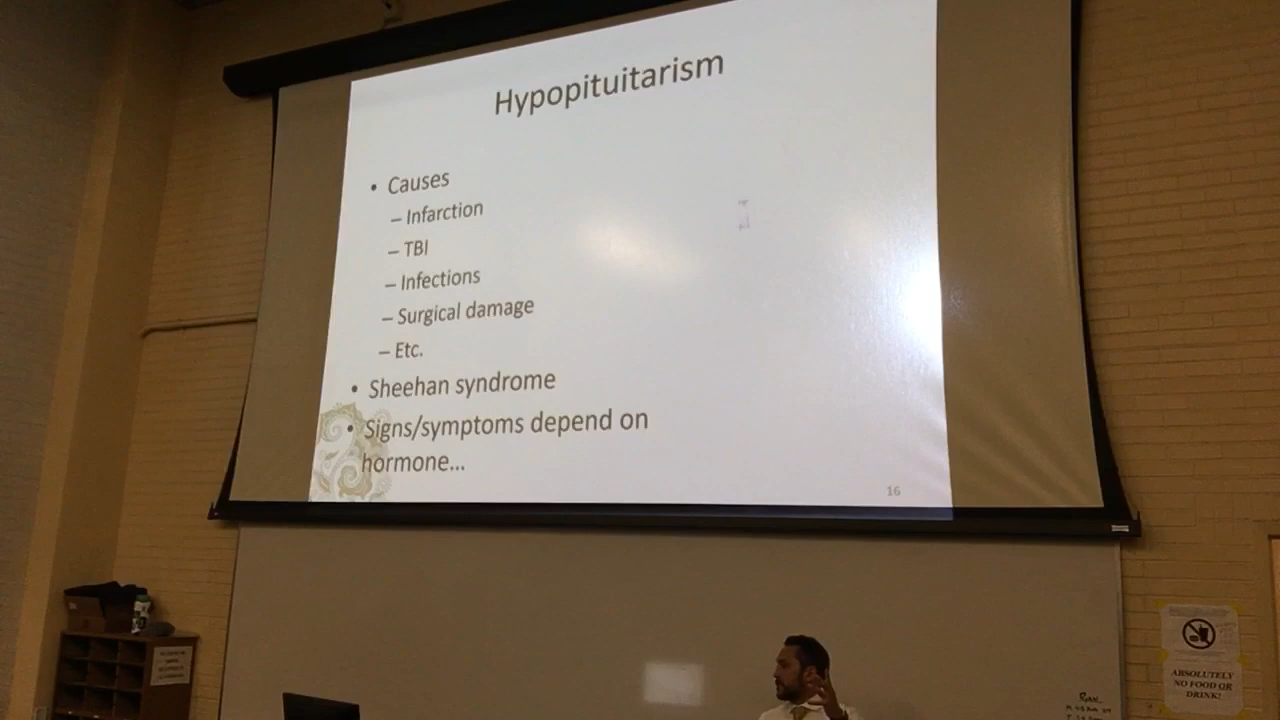 Hypopituitarism
• Causes
– Infarction
– TBI
– Infections
– Surgical damage
– Etc.
• Sheehan syndrome
• Signs/symptoms depend on
hormone...
16
ABSOLUTELY
NO FOOD OR
DRINK!
Ryan